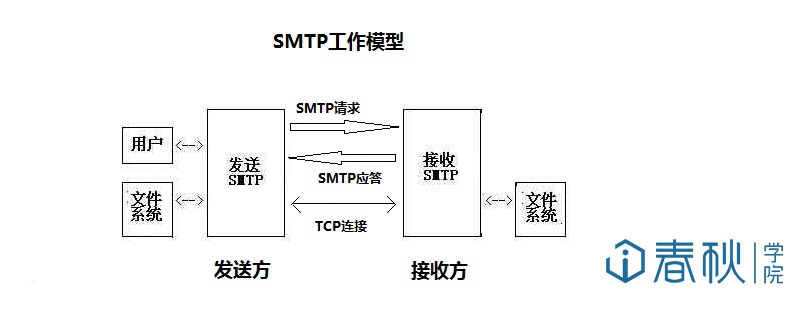 SMTP工作模型
SMTP请求
用户
<-->
发送
SMTP
接收
SMTP
SMTP应答
文件
系统
<-->
TCP连接
<-->
文件
系统
发送方
接收方
春秋
学院